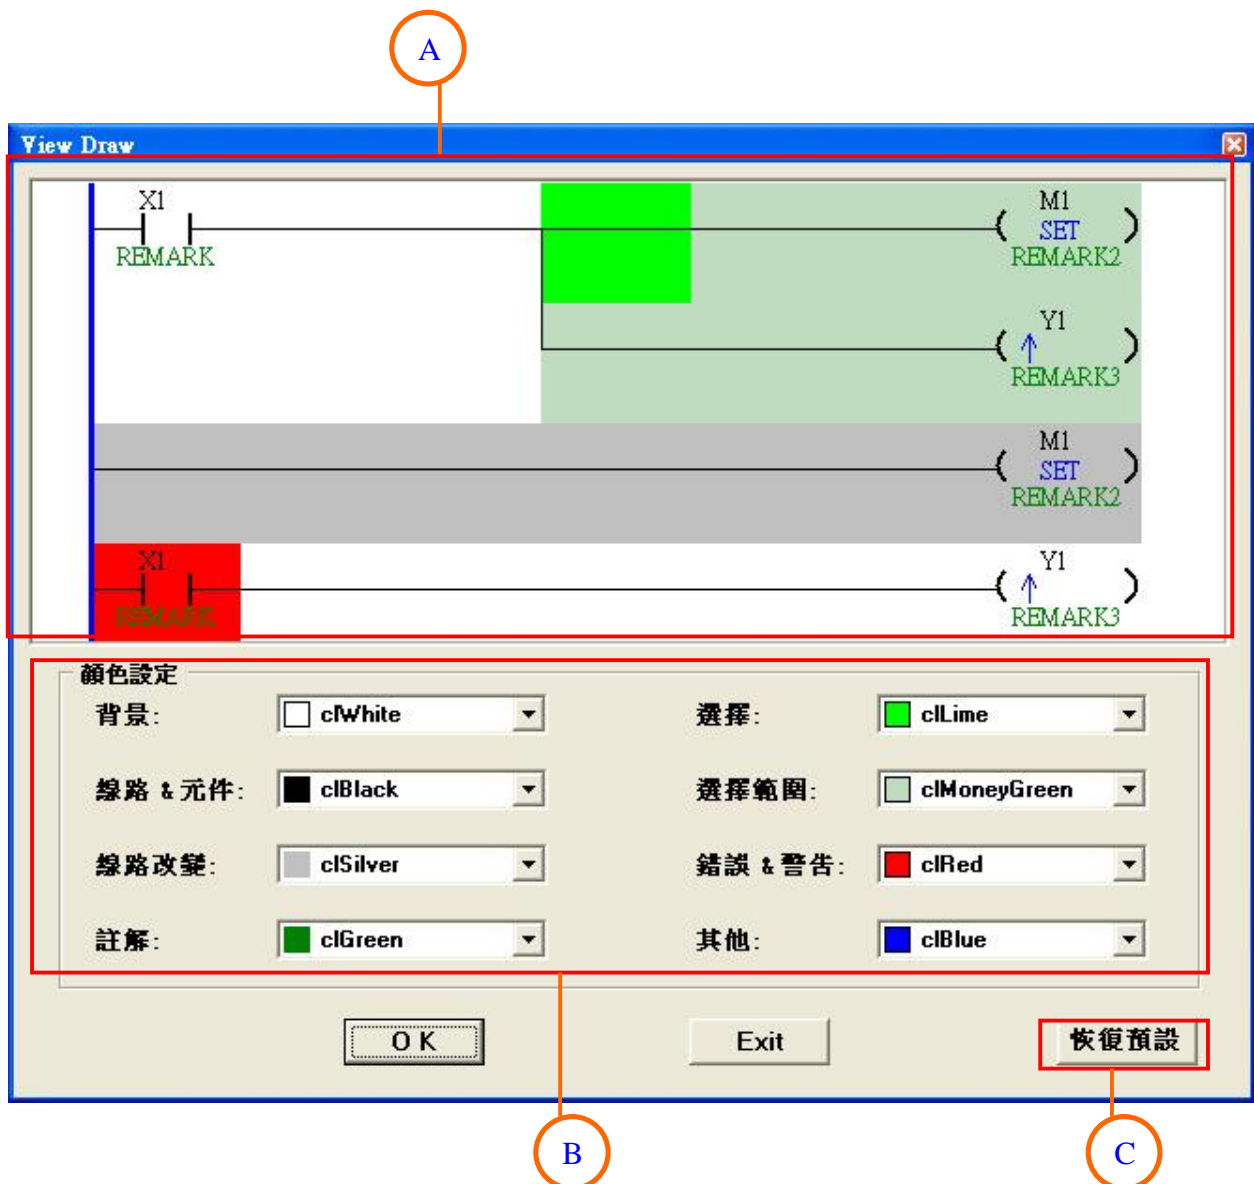 A
View Draw
X1
REMARK
M1
SET
REMARK2
Y1
REMARK3
M1
SET
REMARK2
X1
REMARK
Y1
REMARK3
顏色設定
背景: clWhite 選擇: clLime
線路 & 元件: clBlack 選擇範圍: clMoneyGreen
線路改變: clSilver 錯誤 & 警告: clRed
註解: clGreen 其他: clBlue
O K Exit 恢復預設
B C